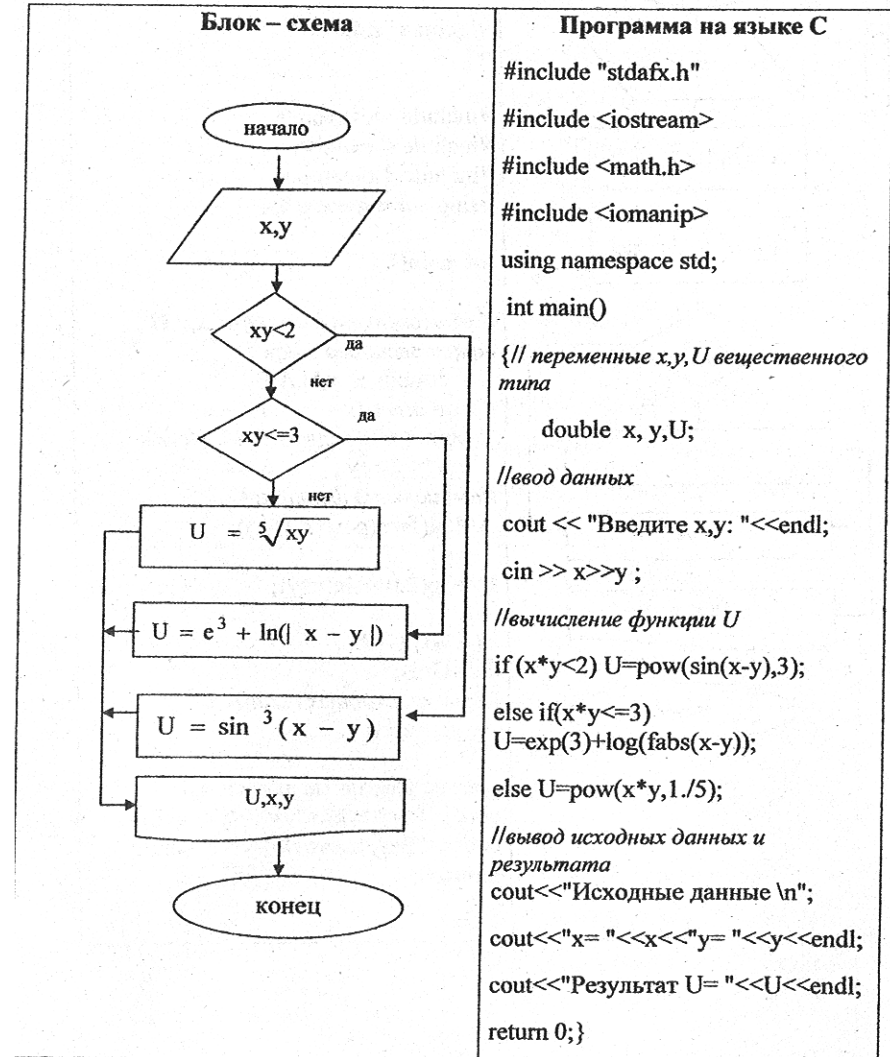 Блок – схема
начало
x,y
xy<2
да
нет
xy<=3
да
нет
U = ⁵√xy
U = e³ + ln(| x – y |)
U = sin ³ (x – y)
U,x,y
конец
Программа на языке С
#include "stdafx.h"
#include <iostream>
#include <math.h>
#include <iomanip>
using namespace std;
int main()
{// переменные x,y,U вещественного
типа
double x, y,U;
//ввод данных
cout << "Введите x,y: "<<endl;
cin >> x>>y ;
//вычисление функции U
if (x*y<2) U=pow(sin(x-y),3);
else if(x*y<=3)
U=exp(3)+log(fabs(x-y));
else U=pow(x*y,1./5);
//вывод исходных данных и
результата
cout<<"Исходные данные \n";
cout<<"x= "<<x<<"y= "<<y<<endl;
cout<<"Результат U= "<<U<<endl;
return 0;}